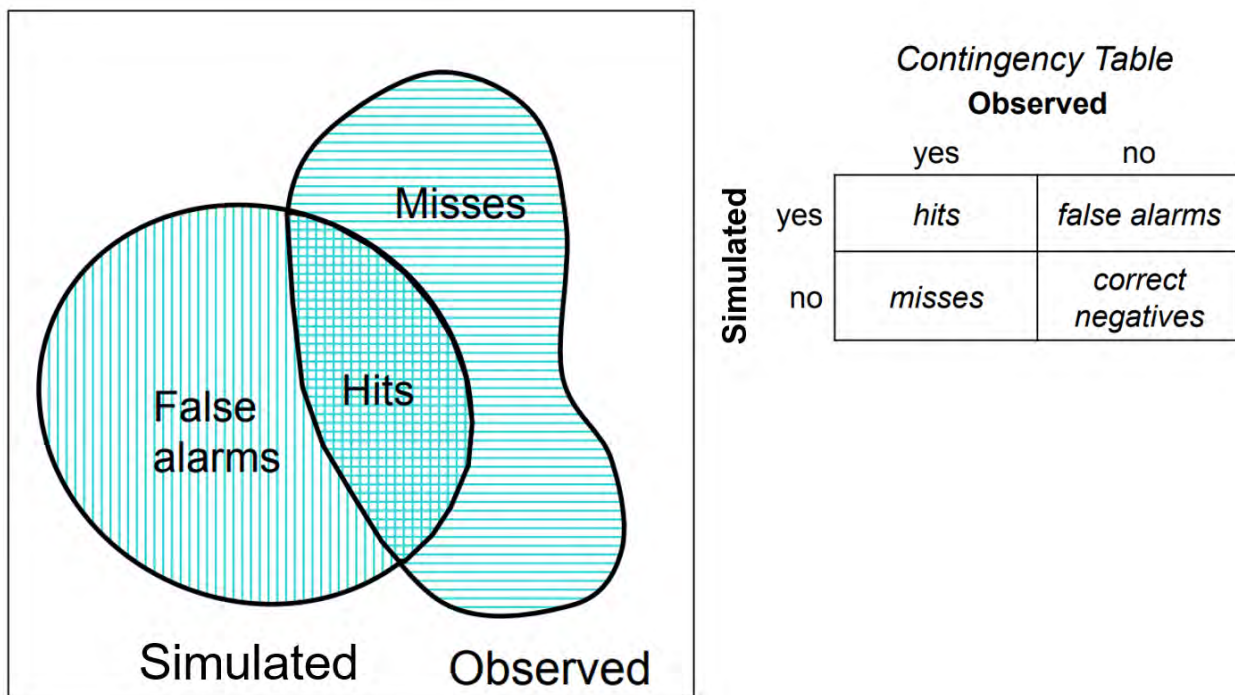 Misses
Hits
False
alarms
Simulated
Observed
Contingency Table
Observed
yes no
Simulated
yes hits false alarms
no misses correct
negatives